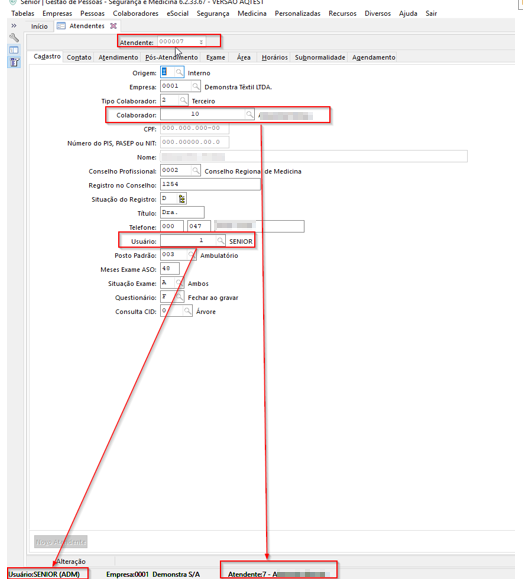 Senior | Gestão de Pessoas - Segurança e Medicina 6.2.33.67 - VERSAO AQTEST
Tabelas Empresas Pessoas Colaboradores eSocial Segurança Medicina Personalizadas Recursos Diversos Ajuda Sair
Início Atendentes
Atendente: 000007
Cadastro Contato Atendimento Pós-Atendimento Exame Área Horários Subnormalidade Agendamento
Origem: I Interno
Empresa: 0001 Demonstra Têxtil LTDA.
Tipo Colaborador: 2 Terceiro
Colaborador: 10
CPF: 000.000.000-00
Número do PIS, PASEP ou NIT: 000.00000.00.0
Nome:
Conselho Profissional: 0002 Conselho Regional de Medicina
Registro no Conselho: 1254
Situação do Registro: D
Título: Dra.
Telefone: 000 047
Usuário: 1 SENIOR
Posto Padrão: 003 Ambulatório
Meses Exame ASO: 48
Situação Exame: A Ambos
Questionário: F Fechar ao gravar
Consulta CID: 0 Árvore
Novo Atendente
Alteração
Usuário:SENIOR (ADM) Empresa:0001 Demonstra S/A Atendente:7 - A